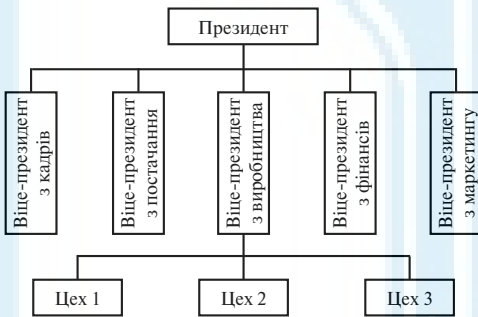 Президент
Віце-президент
з кадрів
Віце-президент
з постачання
Віце-президент
з виробництва
Віце-президент
з фінансів
Віце-президент
з маркетингу
Цех 1
Цех 2
Цех 3